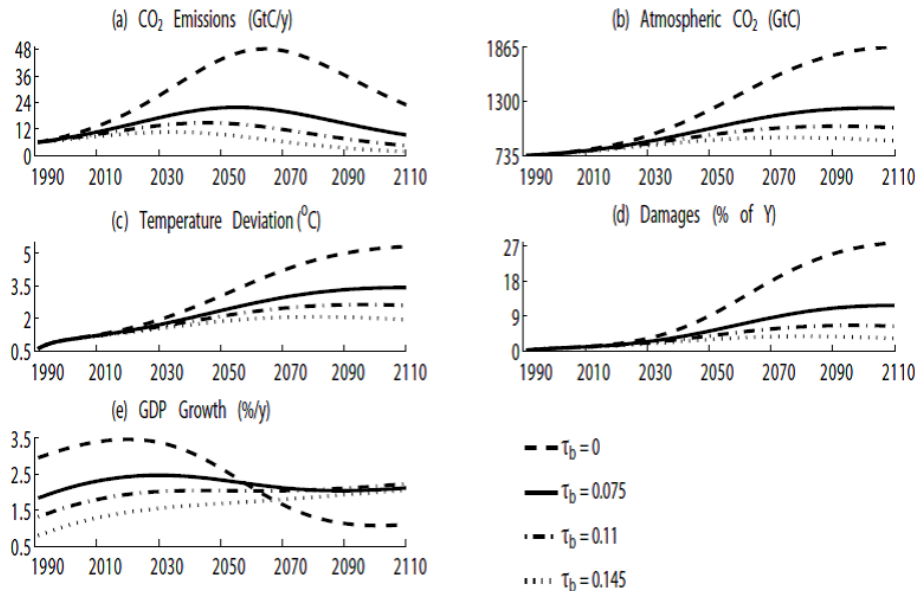 (a) CO₂ Emissions (GtC/y)
48
36
24
12
0
1990 2010 2030 2050 2070 2090 2110
(b) Atmospheric CO₂ (GtC)
1865
1300
735
1990 2010 2030 2050 2070 2090 2110
(c) Temperature Deviation (⁰C)
5
3.5
2
0.5
1990 2010 2030 2050 2070 2090 2110
(d) Damages (% of Y)
27
18
9
0
1990 2010 2030 2050 2070 2090 2110
(e) GDP Growth (%/y)
3.5
2.5
1.5
0.5
1990 2010 2030 2050 2070 2090 2110
τb = 0
τb = 0.075
τb = 0.11
τb = 0.145